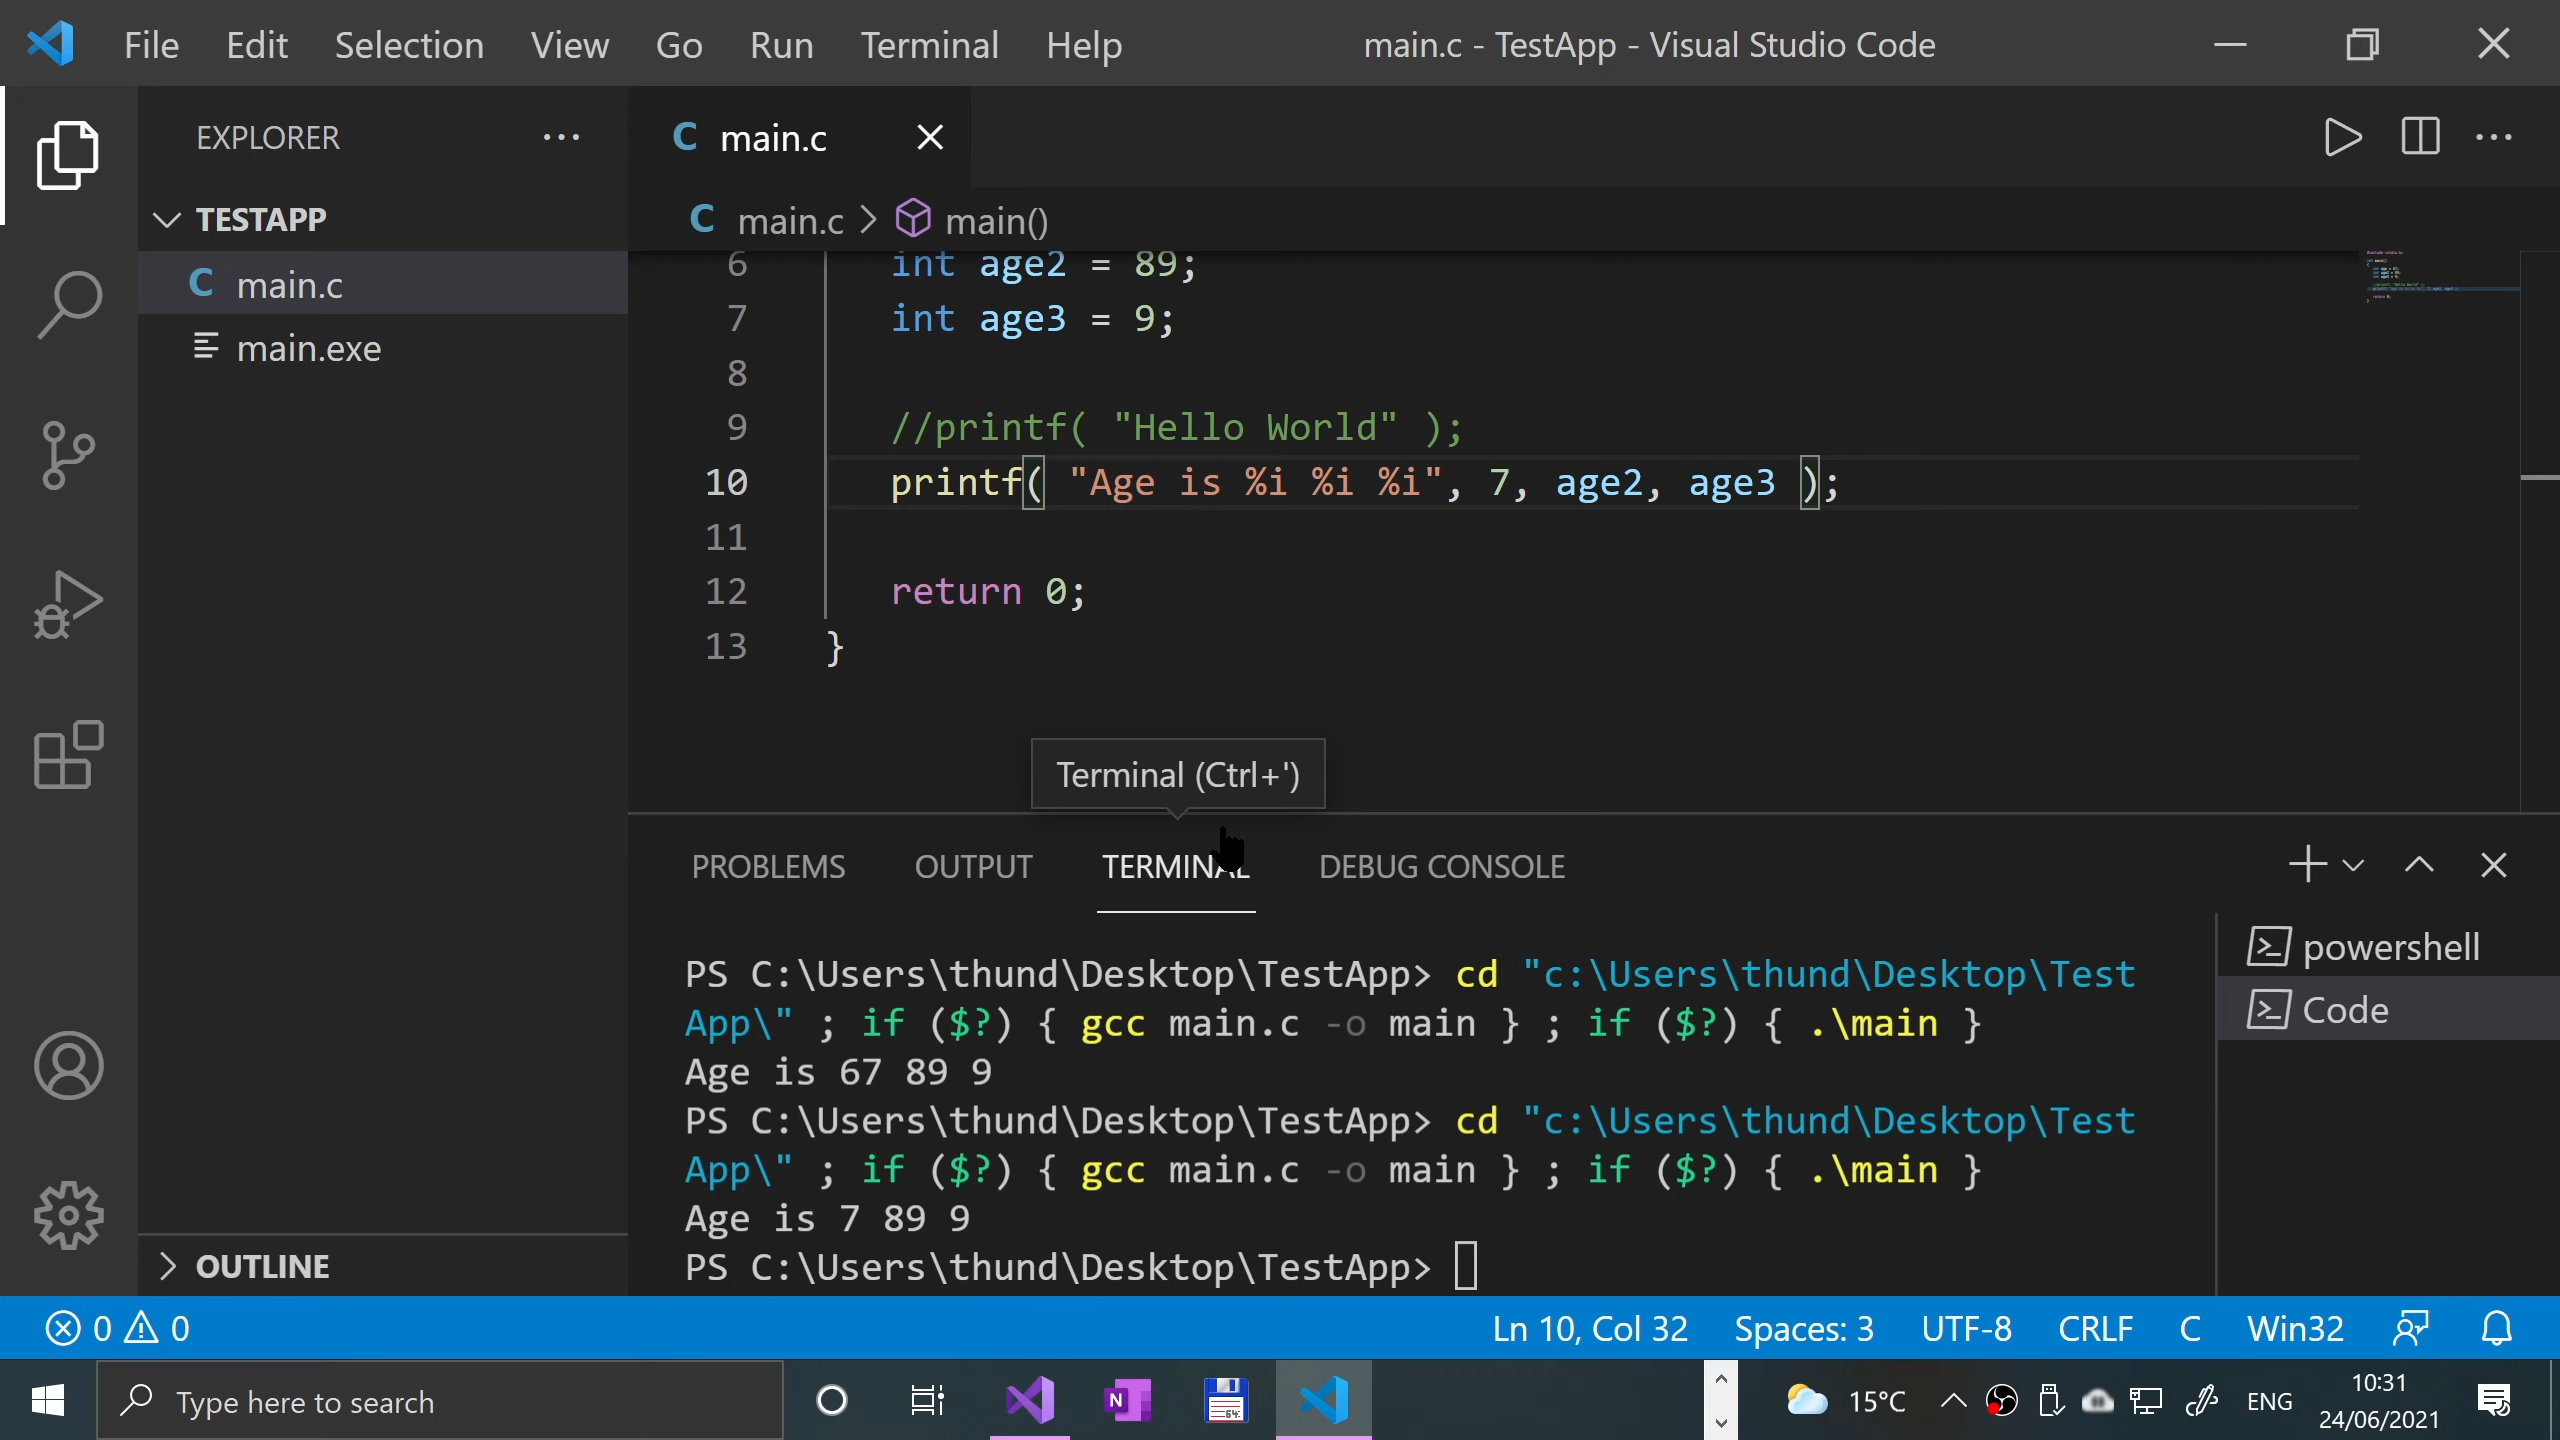 File Edit Selection View Go Run Terminal Help main.c - TestApp - Visual Studio Code
EXPLORER
TESTAPP
C main.c
main.exe
OUTLINE
C main.c
C main.c > main()
6 int age2 = 89;
7 int age3 = 9;
8
9 //printf( "Hello World" );
10 printf( "Age is %i %i %i", 7, age2, age3 );
11
12 return 0;
13 }
Terminal (Ctrl+')
PROBLEMS OUTPUT TERMINAL DEBUG CONSOLE
PS C:\Users\thund\Desktop\TestApp> cd "c:\Users\thund\Desktop\Test
App\" ; if ($?) { gcc main.c -o main } ; if ($?) { .\main }
Age is 67 89 9
PS C:\Users\thund\Desktop\TestApp> cd "c:\Users\thund\Desktop\Test
App\" ; if ($?) { gcc main.c -o main } ; if ($?) { .\main }
Age is 7 89 9
PS C:\Users\thund\Desktop\TestApp>
powershell
Code
0 0 Ln 10, Col 32 Spaces: 3 UTF-8 CRLF C Win32
Type here to search N 64 15°C ENG 10:31
24/06/2021